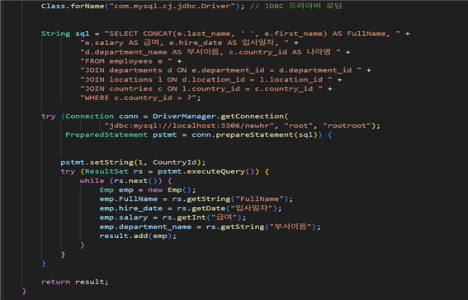 Class.forName("com.mysql.cj.jdbc.Driver"); // JDBC 드라이버 로딩
String sql = "SELECT CONCAT(e.last_name, ' ', e.first_name) AS FullName, " +
"e.salary AS 급여, e.hire_date AS 입사일자, " +
"d.department_name AS 부서이름, c.country_id AS 나라명 " +
"FROM employees e " +
"JOIN departments d ON e.department_id = d.department_id " +
"JOIN locations l ON d.location_id = l.location_id " +
"JOIN countries c ON l.country_id = c.country_id " +
"WHERE c.country_id = ?";
try (Connection conn = DriverManager.getConnection(
"jdbc:mysql://localhost:3306/newhr", "root", "rootroot");
PreparedStatement pstmt = conn.prepareStatement(sql)) {
pstmt.setString(1, CountryId);
try (ResultSet rs = pstmt.executeQuery()) {
while (rs.next()) {
Emp emp = new Emp();
emp.FullName = rs.getString("FullName");
emp.hire_date = rs.getDate("입사일자");
emp.salary = rs.getInt("급여");
emp.department_name = rs.getString("부서이름");
result.add(emp);
}
}
}
return result;
}